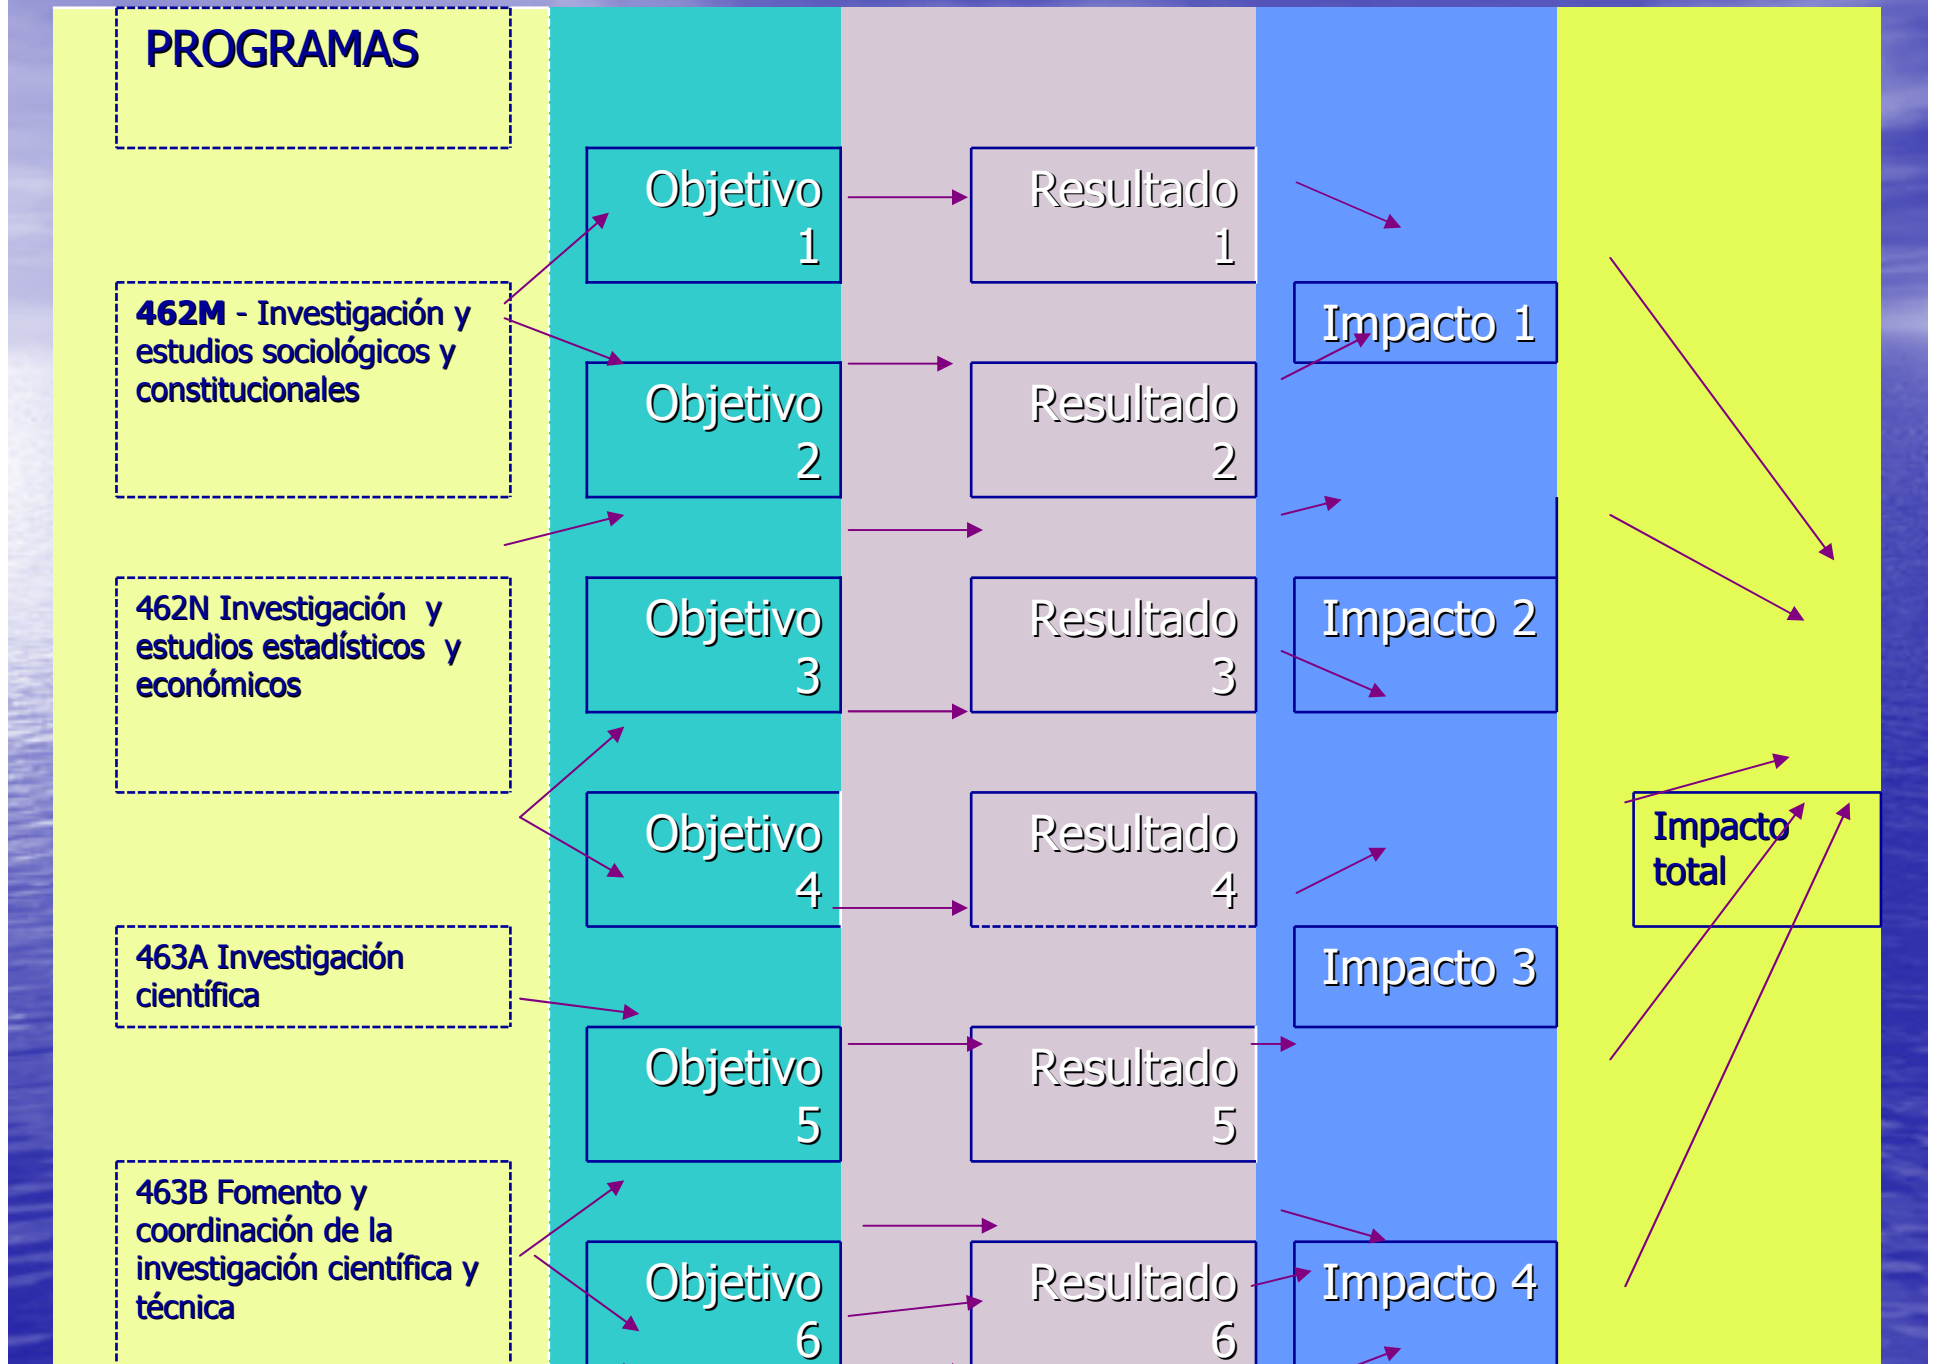 PROGRAMAS
Objetivo
1
Resultado
1
462M - Investigación y
estudios sociológicos y
constitucionales
Impacto 1
Objetivo
2
Resultado
2
462N Investigación  y
estudios estadísticos  y
económicos
Objetivo
3
Resultado
3
Impacto 2
Objetivo
4
Resultado
4
Impacto
total
463A Investigación
científica
Impacto 3
Objetivo
5
Resultado
5
463B Fomento y
coordinación de la
investigación científica y
técnica
Objetivo
6
Resultado
6
Impacto 4